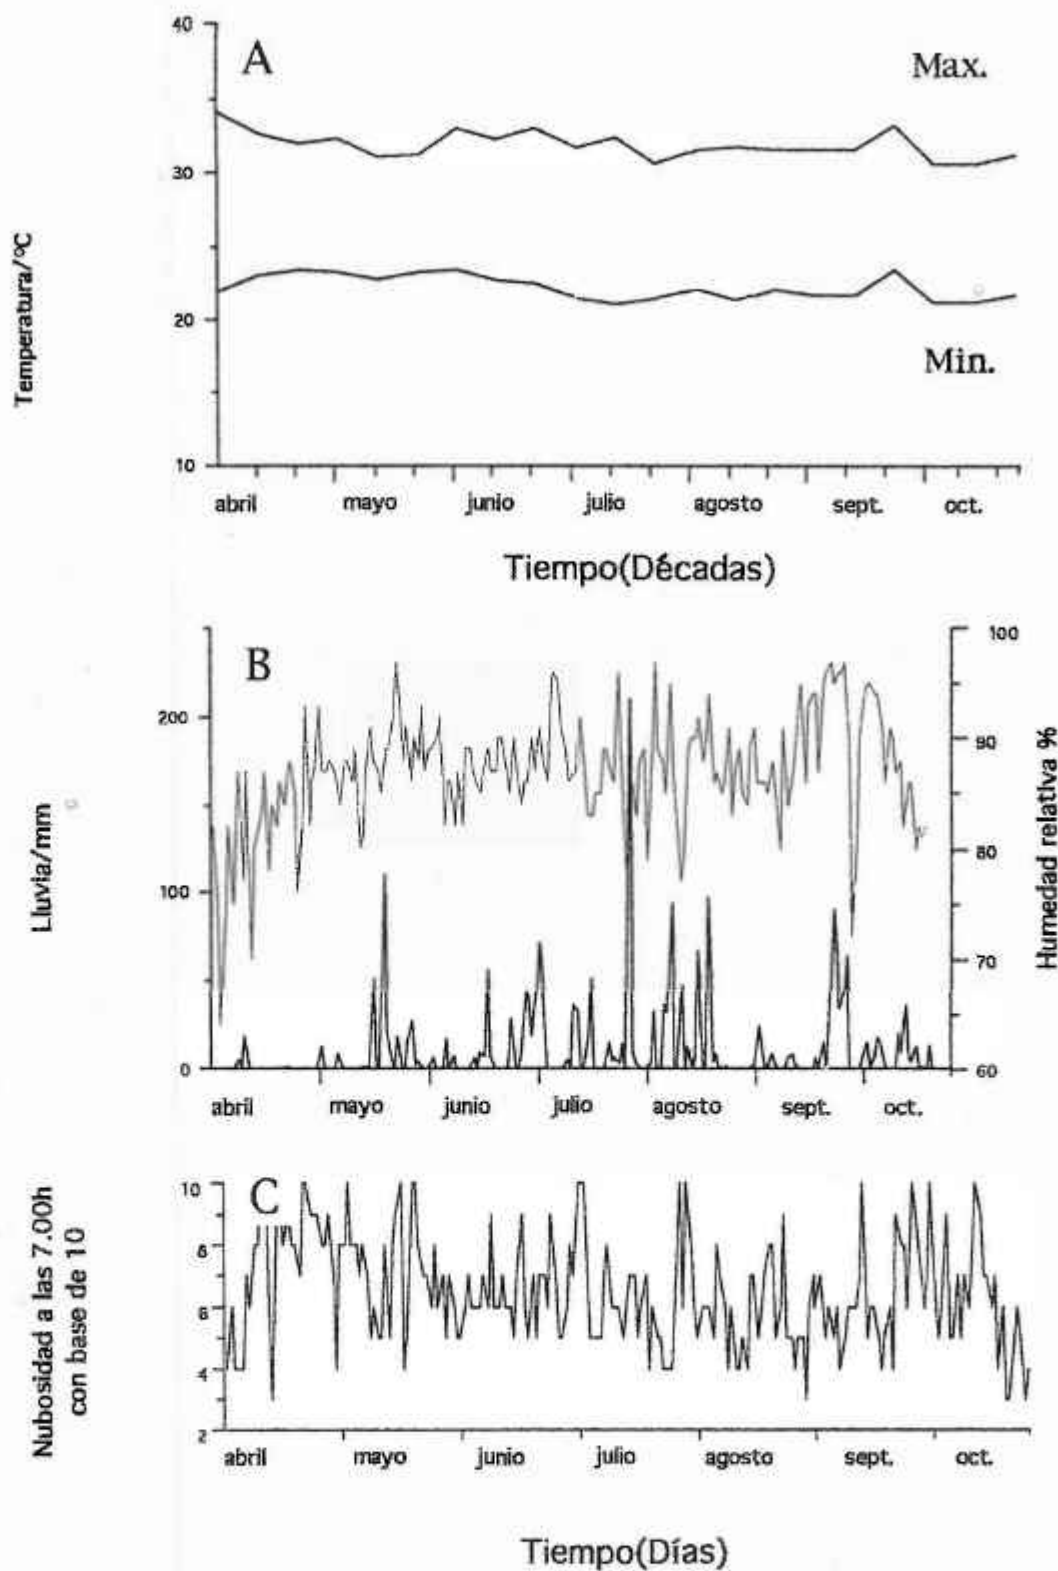 40
A
Max.
30
Temperatura/ºC
20
Min.
10
abril mayo junio julio agosto sept. oct.
Tiempo(Décadas)
B
100
200
90
Lluvia/mm
Humedad relativa %
80
100
70
0
60
abril mayo junio julio agosto sept. oct.
C
10
8
Nubosidad a las 7.00h
con base de 10
6
4
2
abril mayo junio julio agosto sept. oct.
Tiempo(Días)